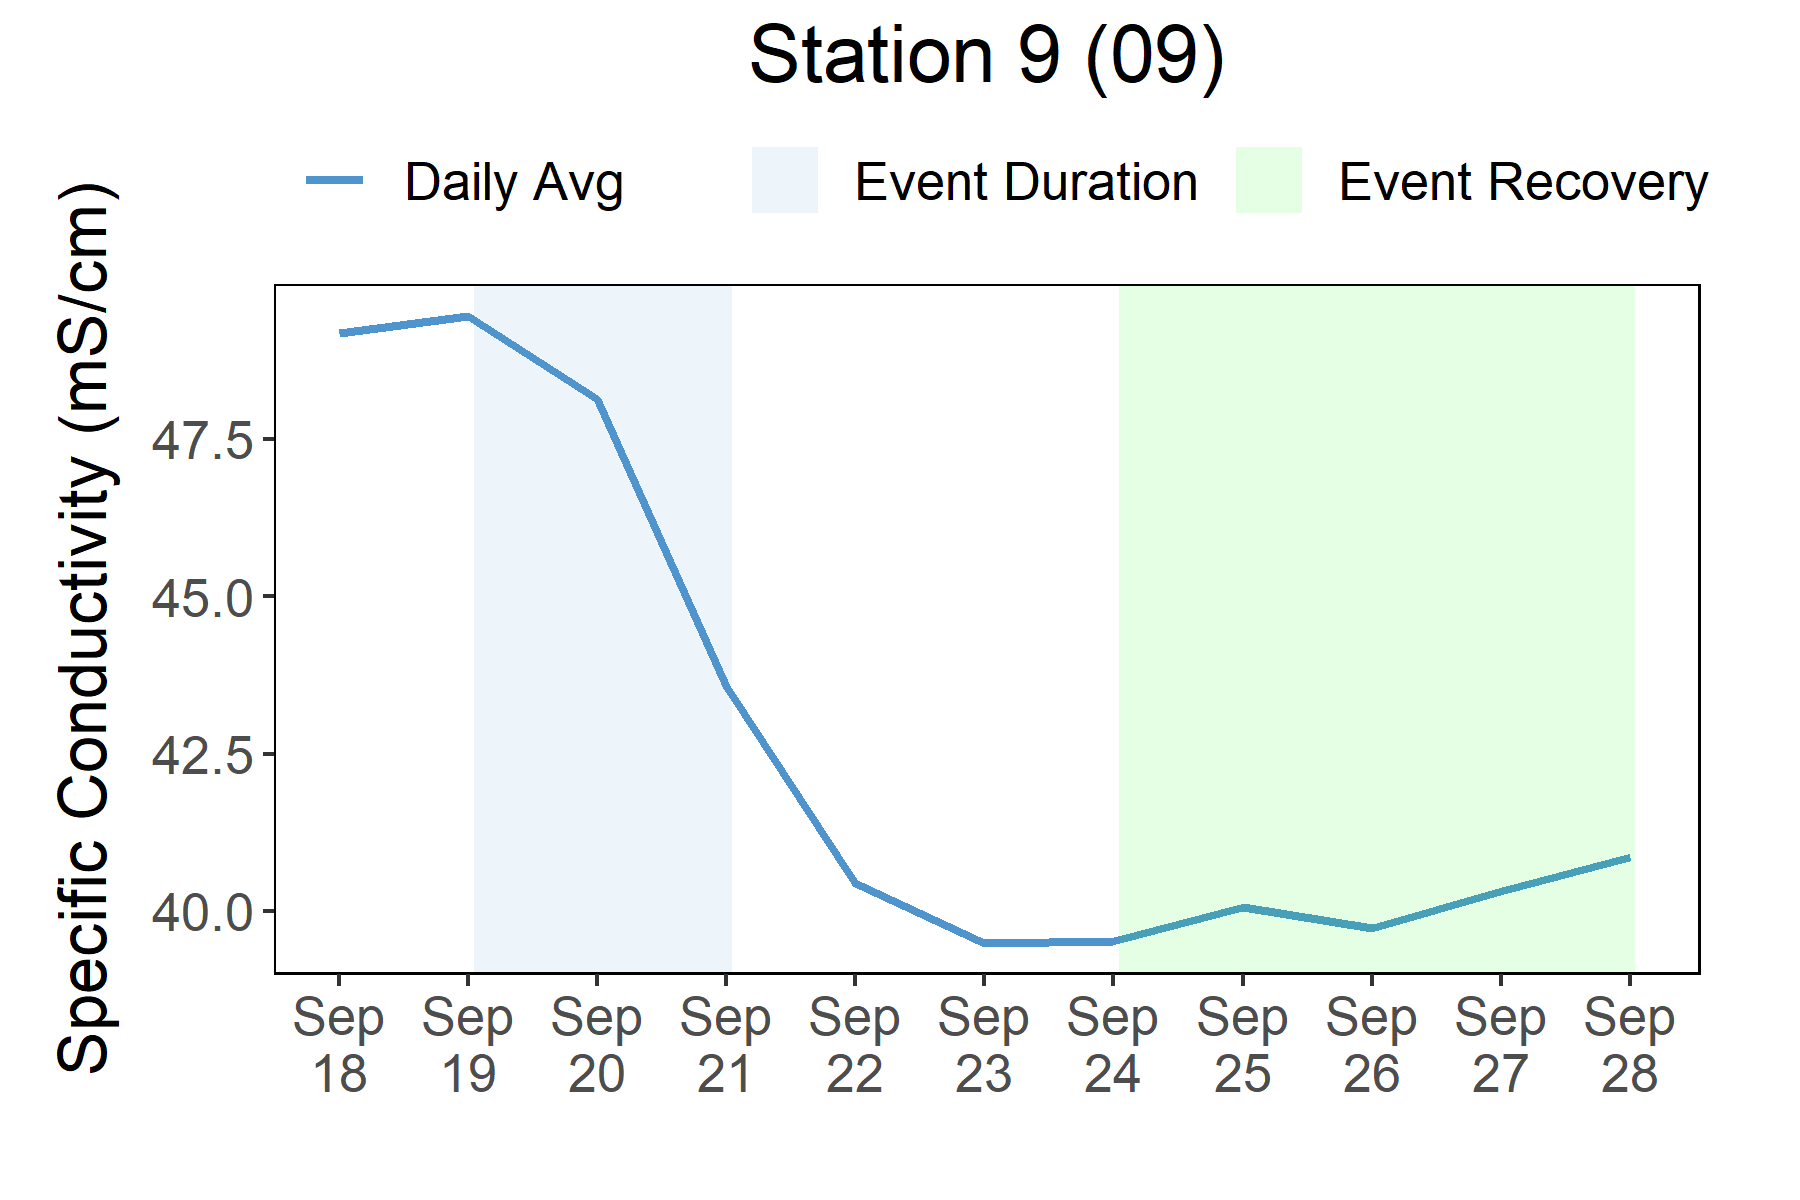 Station 9 (09)
Daily Avg
Event Duration
Event Recovery
Specific Conductivity (mS/cm)
47.5
45.0
42.5
40.0
Sep 18
Sep 19
Sep 20
Sep 21
Sep 22
Sep 23
Sep 24
Sep 25
Sep 26
Sep 27
Sep 28